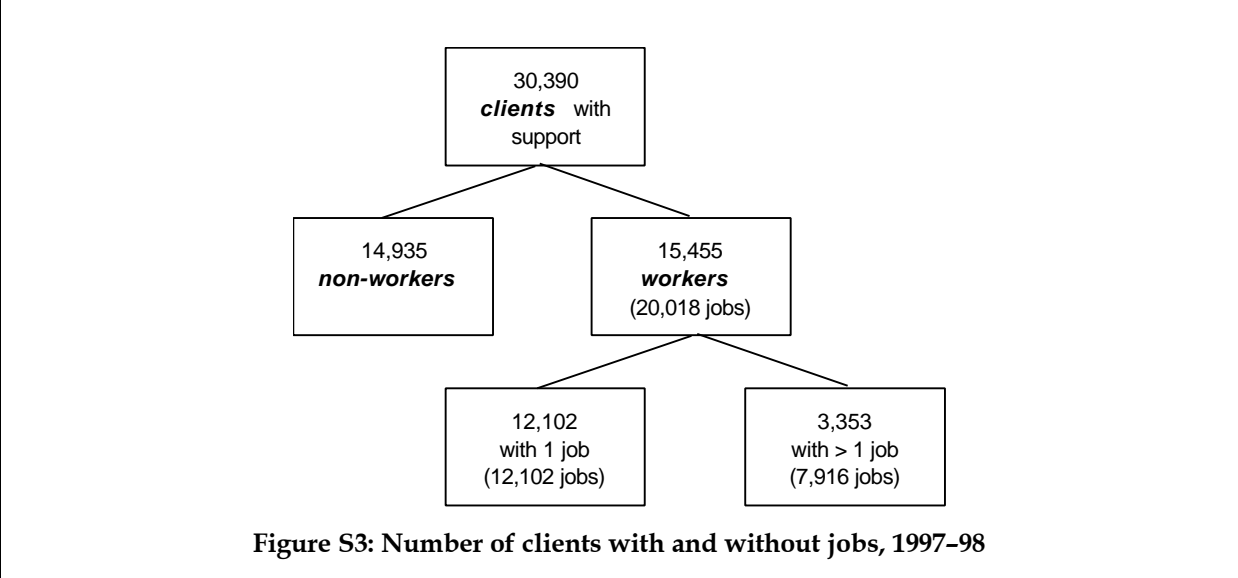 30,390
clients with
support
14,935
non-workers
15,455
workers
(20,018 jobs)
12,102
with 1 job
(12,102 jobs)
3,353
with > 1 job
(7,916 jobs)
Figure S3: Number of clients with and without jobs, 1997–98